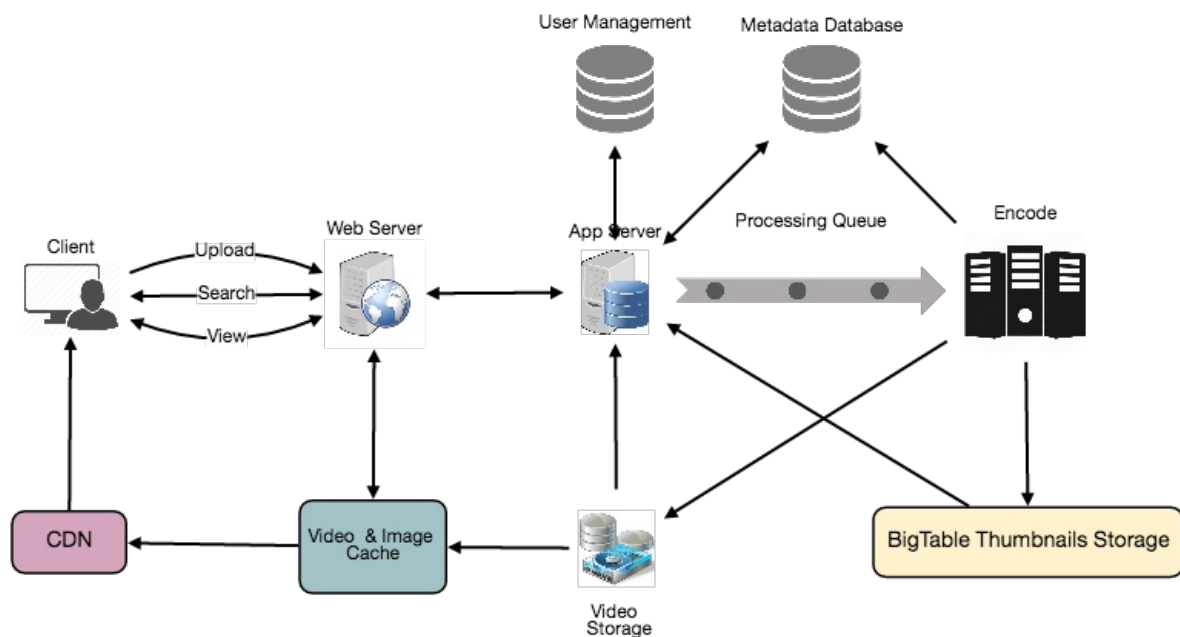 User Management
Metadata Database
Client
Upload
Search
View
Web Server
App Server
Processing Queue
Encode
CDN
Video & Image
Cache
Video
Storage
BigTable Thumbnails Storage